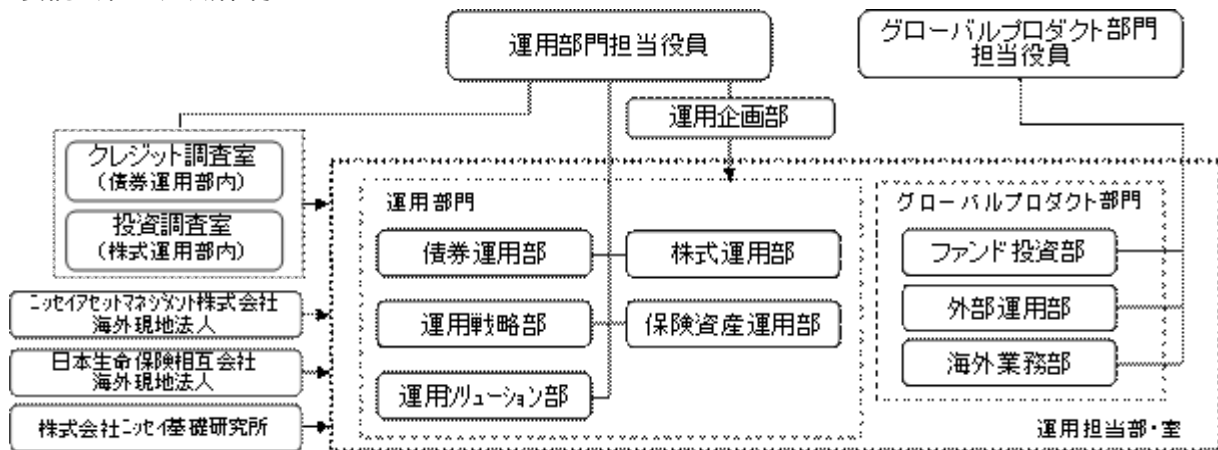 運用部門担当役員
グローバルプロダクト部門
担当役員
運用企画部
クレジット調査室
(債券運用部内)
投資調査室
(株式運用部内)
運用部門
グローバルプロダクト部門
債券運用部
株式運用部
ファンド投資部
ニッセイアセットマネジメント株式会社
海外現地法人
運用戦略部
保険資産運用部
外部運用部
日本生命保険相互会社
海外現地法人
運用ソリューション部
海外業務部
株式会社ニッセイ基礎研究所
運用担当部・室